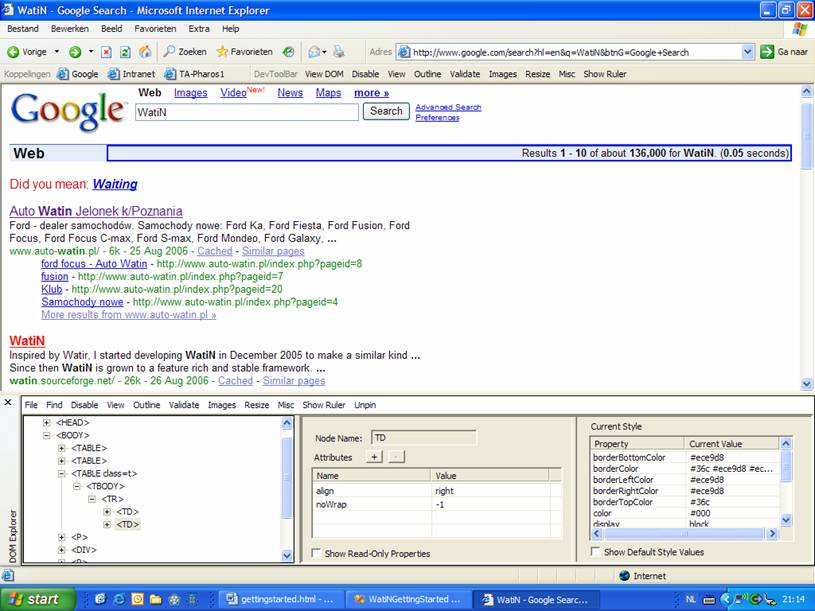 WatiN - Google Search - Microsoft Internet Explorer
Bestand Bewerken Beeld Favorieten Extra Help
Vorige Zoeken Favorieten Adres http://www.google.com/search?hl=en&q=WatiN&btnG=Google+Search Ga naar
Koppelingen Google Intranet TA-Pharos1 DevToolBar View DOM Disable View Outline Validate Images Resize Misc Show Ruler
Google™
Web Images Video New! News Maps more »
WatiN Search Advanced Search
Preferences
Web Results 1 - 10 of about 136,000 for WatiN. (0.05 seconds)
Did you mean: Waiting
Auto Watin Jelonek k/Poznania
Ford - dealer samochodów. Samochody nowe: Ford Ka, Ford Fiesta, Ford Fusion, Ford
Focus, Ford Focus C-max, Ford S-max, Ford Mondeo, Ford Galaxy, ...
www.auto-watin.pl/ - 6k - 25 Aug 2006 - Cached - Similar pages
ford focus - Auto Watin - http://www.auto-watin.pl/index.php?pageid=8
fusion - http://www.auto-watin.pl/index.php?pageid=7
Klub - http://www.auto-watin.pl/index.php?pageid=20
Samochody nowe - http://www.auto-watin.pl/index.php?pageid=4
More results from www.auto-watin.pl »
WatiN
Inspired by Watir, I started developing WatiN in December 2005 to make a similar kind ...
Since then WatiN is grown to a feature rich and stable framework. ...
watin.sourceforge.net/ - 26k - 26 Aug 2006 - Cached - Similar pages
File Find Disable View Outline Validate Images Resize Misc Show Ruler Unpin
DOM Explorer
<HEAD>
<BODY>
<TABLE>
<TABLE>
<TABLE class=t>
<TBODY>
<TR>
<TD>
<TD>
<P>
<DIV>
Node Name: TD
Attributes + -
Name Value
align right
noWrap -1
Show Read-Only Properties
Current Style
Property Current Value
borderBottomColor #ece9d8
borderColor #36c #ece9d8 #ec...
borderLeftColor #ece9d8
borderRightColor #ece9d8
borderTopColor #36c
color #000
display block
Show Default Style Values
Internet
start gettingstarted.html - ... WatiNGettingStarted ... WatiN - Google Searc... NL 21:14